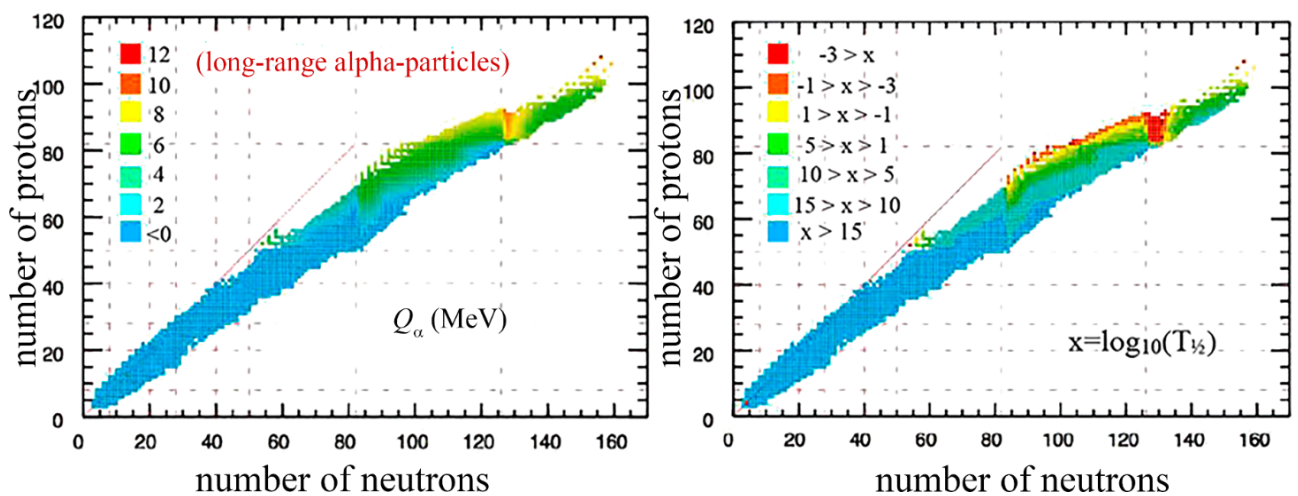 120
100
80
60
40
20
0
number of protons
12
10
8
6
4
2
<0
(long-range alpha-particles)
Qα (MeV)
0 20 40 60 80 100 120 140 160
number of neutrons
120
100
80
60
40
20
0
number of protons
-3 > x
-1 > x > -3
1 > x > -1
5 > x > 1
10 > x > 5
15 > x > 10
x > 15
x=log10(T½)
0 20 40 60 80 100 120 140 160
number of neutrons